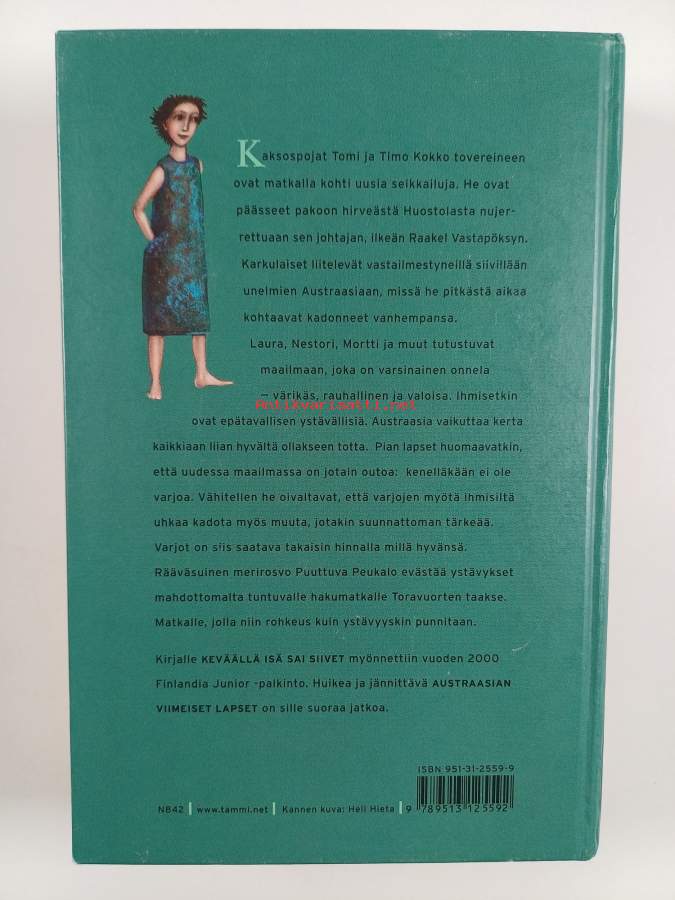 Kaksospojat Tomi ja Timo Kokko tovereineen
ovat matkalla kohti uusia seikkailuja. He ovat
päässeet pakoon hirveästä Huostolasta nujer-
rettuaan sen johtajan, ilkeän Raakel Vastapöksyn.
Karkulaiset liitelevät vastailmestyneillä siivillään
unelmien Austraasiaan, missä he pitkästä aikaa
kohtaavat kadonneet vanhempansa.
Laura, Nestori, Mortti ja muut tutustuvat
maailmaan, joka on varsinainen onnela
– värikäs, rauhallinen ja valoisa. Ihmisetkin
Antikvariaatti.net
ovat epätavallisen ystävällisiä. Austraasia vaikuttaa kerta
kaikkiaan liian hyvältä ollakseen totta. Pian lapset huomaavatkin,
että uudessa maailmassa on jotain outoa: kenelläkään ei ole
varjoa. Vähitellen he oivaltavat, että varjojen myötä ihmisiltä
uhkaa kadota myös muuta, jotakin suunnattoman tärkeää.
Varjot on siis saatava takaisin hinnalla millä hyvänsä.
Rääväsuinen merirosvo Puuttuva Peukalo evästää ystävykset
mahdottomalta tuntuvalle hakumatkalle Toravuorten taakse.
Matkalle, jolla niin rohkeus kuin ystävyyskin punnitaan.
Kirjalle KEVÄÄLLÄ ISÄ SAI SIIVET myönnettiin vuoden 2000
Finlandia Junior -palkinto. Huikea ja jännittävä AUSTRAASIAN
VIIMEISET LAPSET on sille suoraa jatkoa.
ISBN 951-31-2559-9
N842 | www.tammi.net | Kannen kuva: Heli Hieta | 9 789513 125592